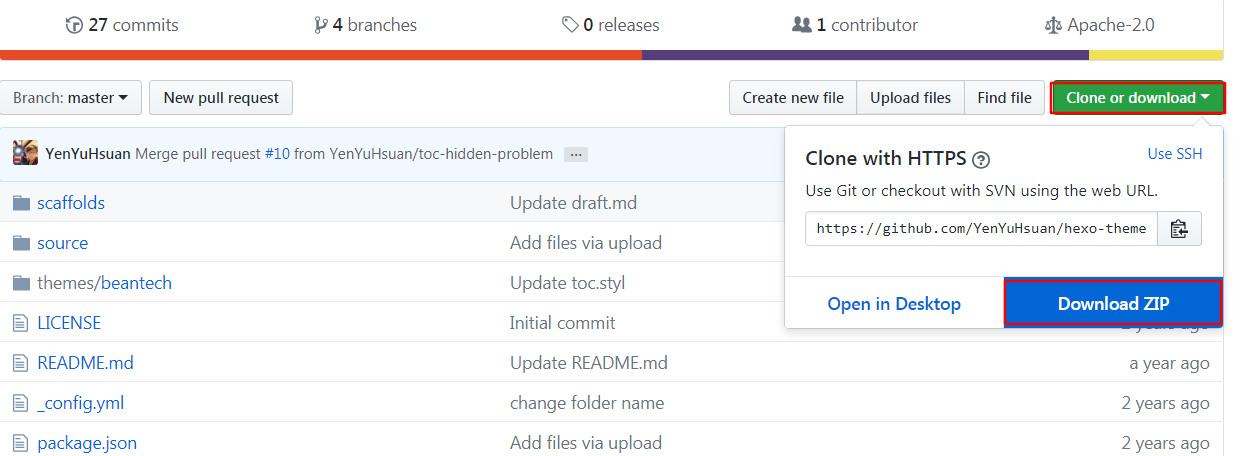 27 commits 4 branches 0 releases 1 contributor Apache-2.0
Branch: master New pull request Create new file Upload files Find file Clone or download
YenYuHsuan Merge pull request #10 from YenYuHsuan/toc-hidden-problem ...
Clone with HTTPS ? Use SSH
Use Git or checkout with SVN using the web URL.
https://github.com/YenYuHsuan/hexo-theme
Open in Desktop Download ZIP
scaffolds Update draft.md
source Add files via upload
themes/beantech Update toc.styl
LICENSE Initial commit 2 years ago
README.md Update README.md a year ago
_config.yml change folder name 2 years ago
package.json Add files via upload 2 years ago